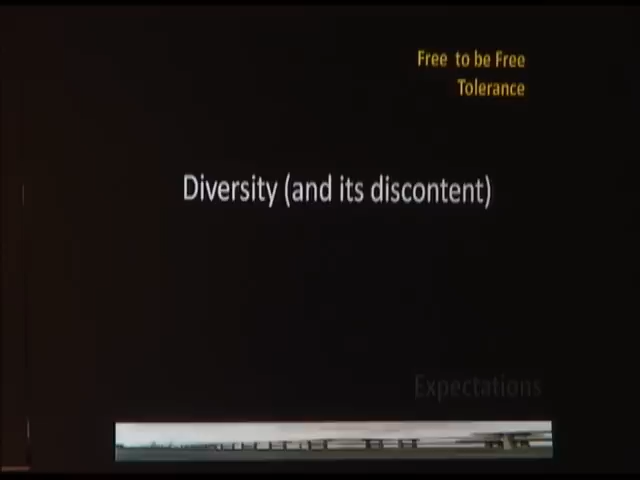 Free to be Free
Tolerance
Diversity (and its discontent)
Expectations